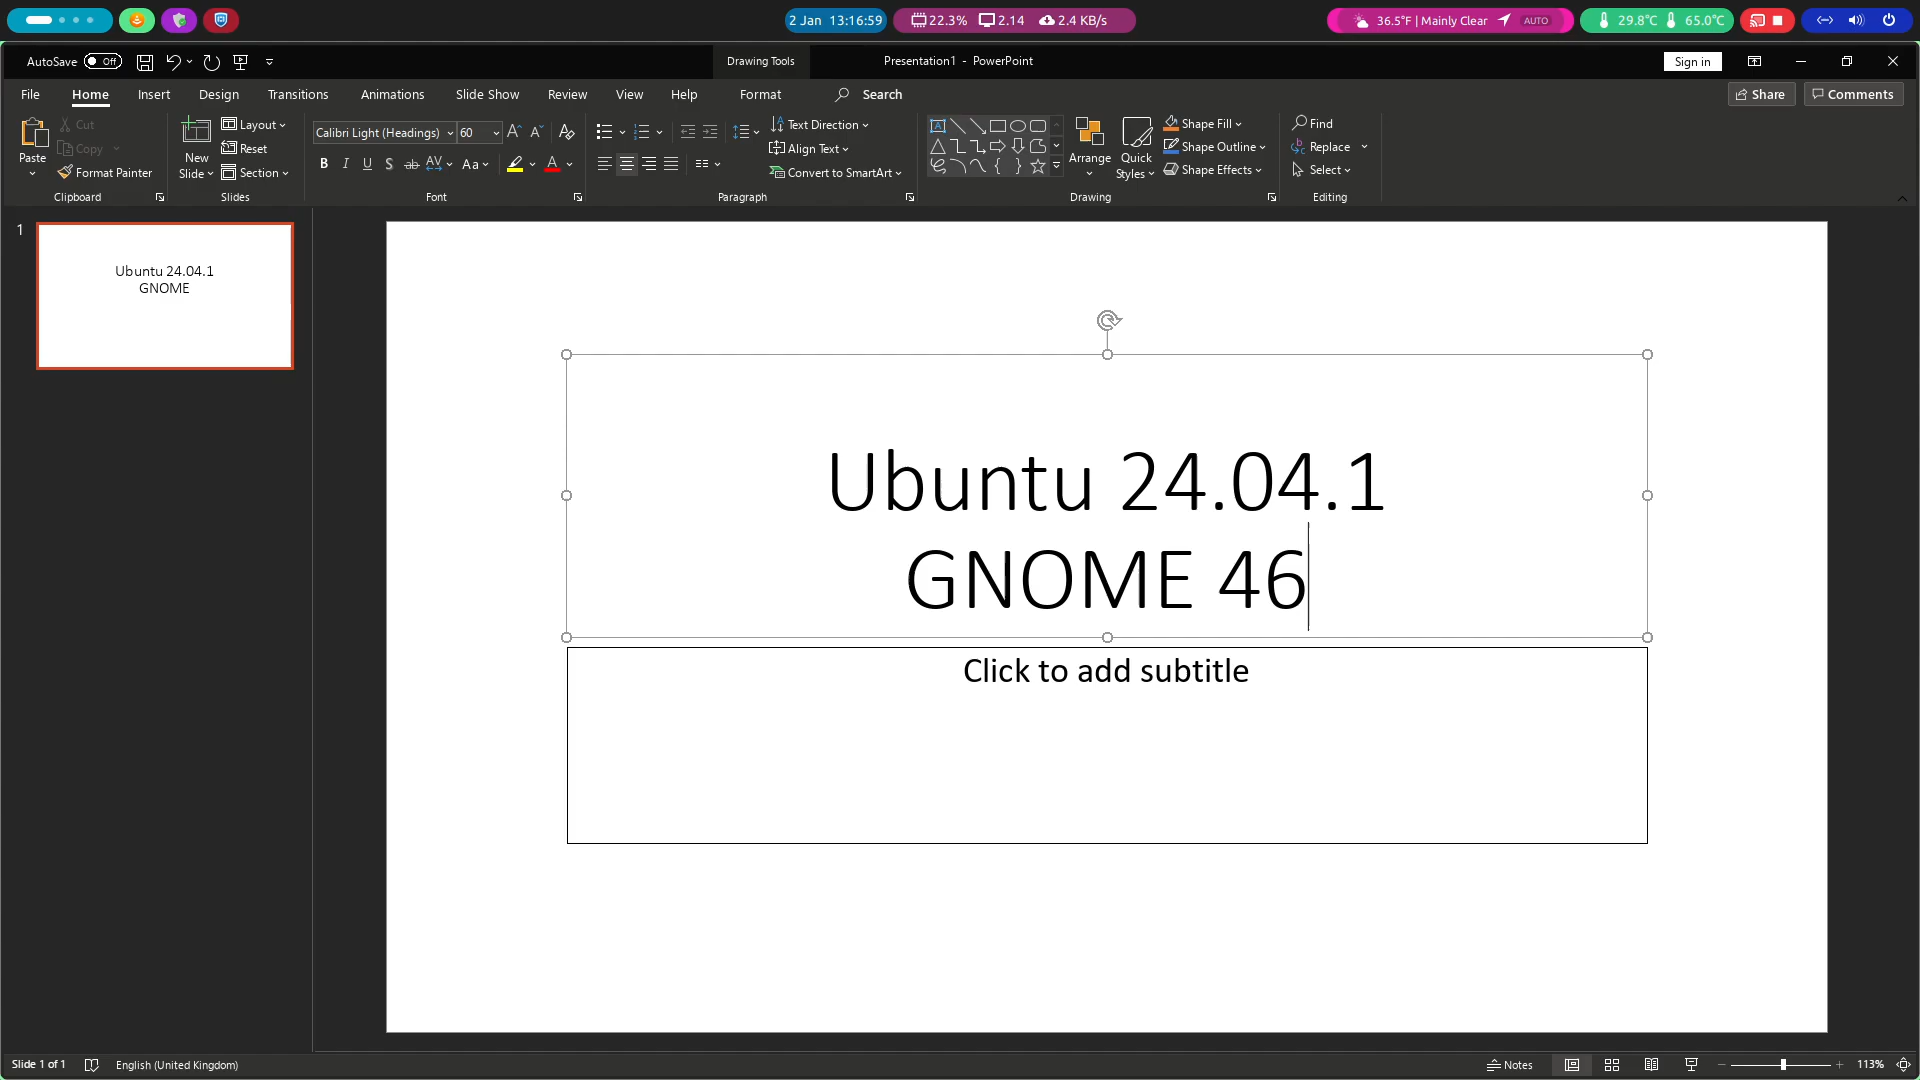 2 Jan 13:16:59
22.3% 2.14 2.4 KB/s
36.5°F | Mainly Clear AUTO
29.8°C 65.0°C
AutoSave Off
Drawing Tools
Presentation1 - PowerPoint
Sign in
File Home Insert Design Transitions Animations Slide Show Review View Help Format Search
Share Comments
Paste
Cut
Copy
Format Painter
Clipboard
New
Slide
Layout
Reset
Section
Slides
Calibri Light (Headings) 60
B I U S ab AV Aa A
Font
Text Direction
Align Text
Convert to SmartArt
Paragraph
Arrange
Quick
Styles
Shape Fill
Shape Outline
Shape Effects
Drawing
Find
Replace
Select
Editing
1
Ubuntu 24.04.1
GNOME
Ubuntu 24.04.1
GNOME 46
Click to add subtitle
Slide 1 of 1 English (United Kingdom) Notes 113%